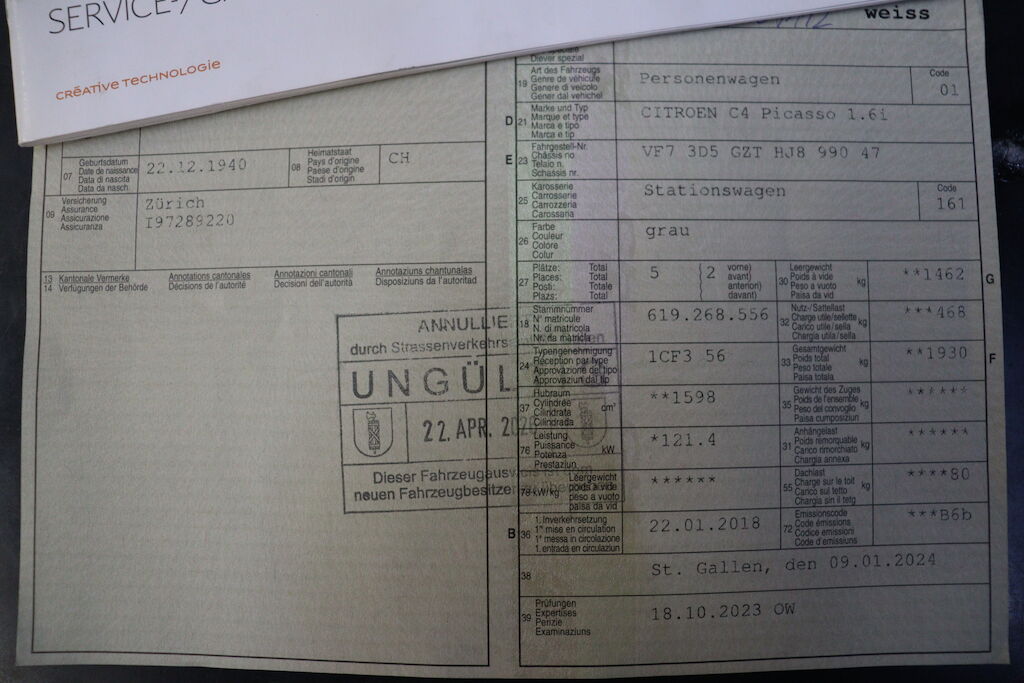 SERVICE-
CRéATIVE TECHNOLOGIE
weiss
Diever spezial
19 Art des Fahrzeugs
Genre de véhicule
Genere di veicolo
Gener dal vehichel
Personenwagen
Code
01
D 21 Marke und Typ
Marque et type
Marca e tipo
Marca e tip
CITROEN C4 Picasso 1.6i
07 Geburtsdatum
Date de naissance
Data di nascita
Data da nasch.
22.12.1940
08 Heimatstaat
Pays d'origine
Paese d'origine
Stadi d'origin
CH
E 23 Fahrgestell-Nr.
Châssis no
Telaio n.
Schassis nr.
VF7 3D5 GZT HJ8 990 47
09 Versicherung
Assurance
Assicurazione
Assicuranza
Zürich
I97289220
25 Karosserie
Carrosserie
Carrozzeria
Carossaria
Stationswagen
Code
161
26 Farbe
Couleur
Colore
Colur
grau
13 Kantonale Vermerke
14 Verfügungen der Behörde
Annotations cantonales
Décisions de l'autorité
Annotazioni cantonali
Decisioni dell'autorità
Annotaziuns chantunalas
Disposiziuns da l'autoritad
27 Plätze: Total
Places: Total
Posti: Totale
Plazs: Total
5 ( 2 vorne)
avant)
anteriori)
davant)
30 Leergewicht
Poids à vide
Peso a vuoto
Paisa da vid
kg
**1462
G
18 Stammnummer
N° matricule
N. di matricola
Nr. da matricla
619.268.556
32 Nutz-/Sattellast
Charge utile/sellette
Carico utile/sella
Chargia utila/sella
kg
***468
24 Typengenehmigung
Réception par type
Approvazione del tipo
Approvaziun dal tip
1CF3 56
33 Gesamtgewicht
Poids total
Peso totale
Paisa totala
kg
**1930
F
37 Hubraum
Cylindrée
Cilindrata
Cilindrada
cm³
**1598
35 Gewicht des Zuges
Poids de l'ensemble
Peso del convoglio
Paisa cumposiziun
kg
******
76 Leistung
Puissance
Potenza
Prestaziun
kW
*121.4
31 Anhängelast
Poids remorquable
Carico rimorchiato
Chargia annexa
kg
******
78 kW/kg Leergewicht
poids à vide
peso a vuoto
paisa da vid
******
55 Dachlast
Charge sur le toit
Carico sul tetto
Chargia sin il tetg
kg
****80
B 36 1. Inverkehrsetzung
1re mise en circulation
1a messa in circolazione
1. entrada en circulaziun
22.01.2018
72 Emissionscode
Code émissions
Codice emissioni
Code d'emissiuns
***B6b
38
St. Gallen, den 09.01.2024
39 Prüfungen
Expertises
Perizie
Examinaziuns
18.10.2023 OW
ANNULLIE
durch Strassenverkehrs
UNGÜL
22. APR. 202
Dieser Fahrzeugausw
neuen Fahrzeugbesitzer